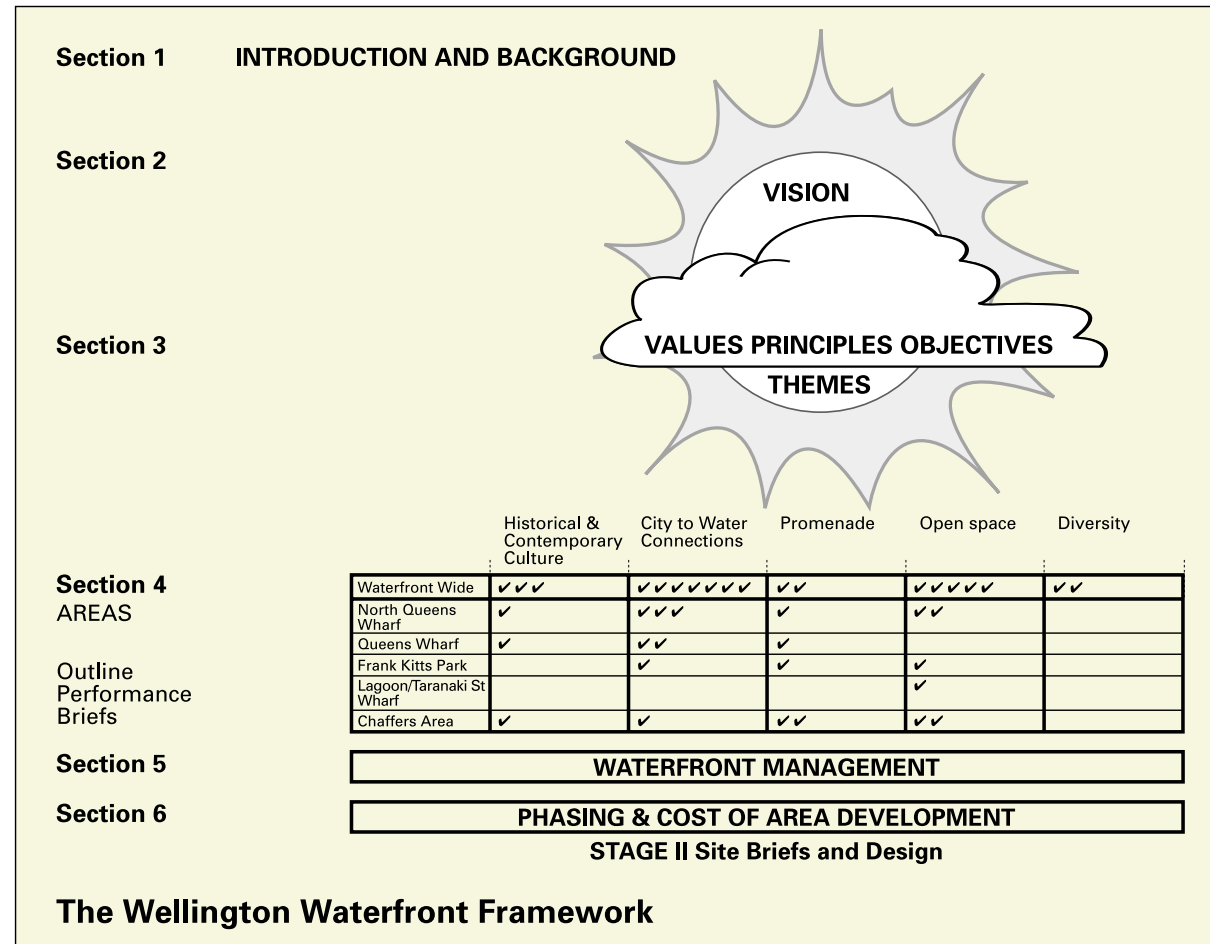 Section 1 INTRODUCTION AND BACKGROUND
Section 2
VISION
Section 3
VALUES PRINCIPLES OBJECTIVES
THEMES
Historical & Contemporary Culture
City to Water Connections
Promenade
Open space
Diversity
Section 4
AREAS
Outline
Performance
Briefs
Waterfront Wide ✔✔✔ ✔✔✔✔✔✔✔ ✔✔ ✔✔✔✔✔ ✔✔
North Queens Wharf ✔ ✔✔✔ ✔ ✔✔
Queens Wharf ✔ ✔✔ ✔
Frank Kitts Park ✔ ✔ ✔
Lagoon/Taranaki St Wharf ✔
Chaffers Area ✔ ✔ ✔✔ ✔✔
Section 5 WATERFRONT MANAGEMENT
Section 6 PHASING & COST OF AREA DEVELOPMENT
STAGE II Site Briefs and Design
The Wellington Waterfront Framework